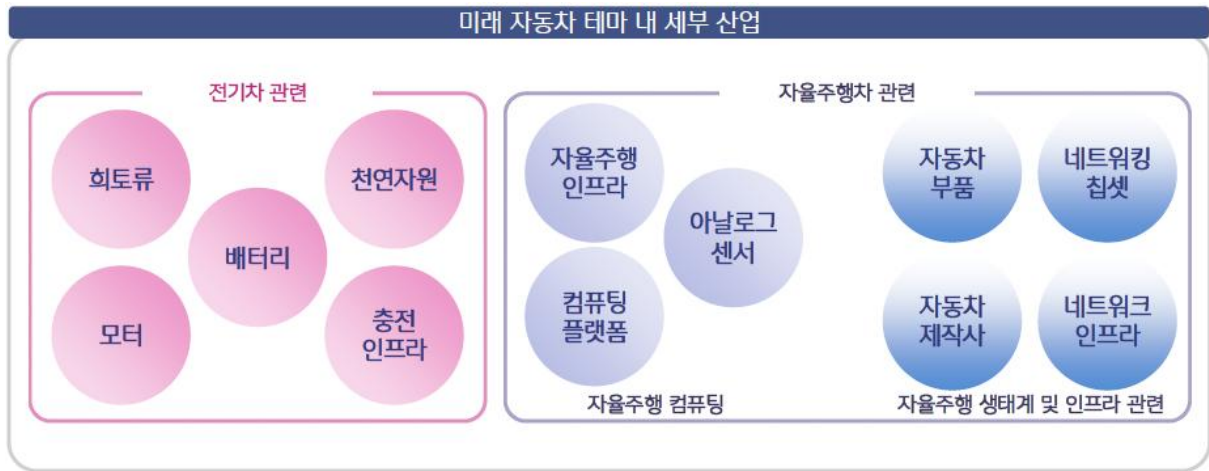 미래 자동차 테마 내 세부 산업
전기차 관련
희토류
천연자원
배터리
모터
충전
인프라
자율주행차 관련
자율주행
인프라
아날로그
센서
컴퓨팅
플랫폼
자율주행 컴퓨팅
자동차
부품
네트워킹
칩셋
자동차
제작사
네트워크
인프라
자율주행 생태계 및 인프라 관련